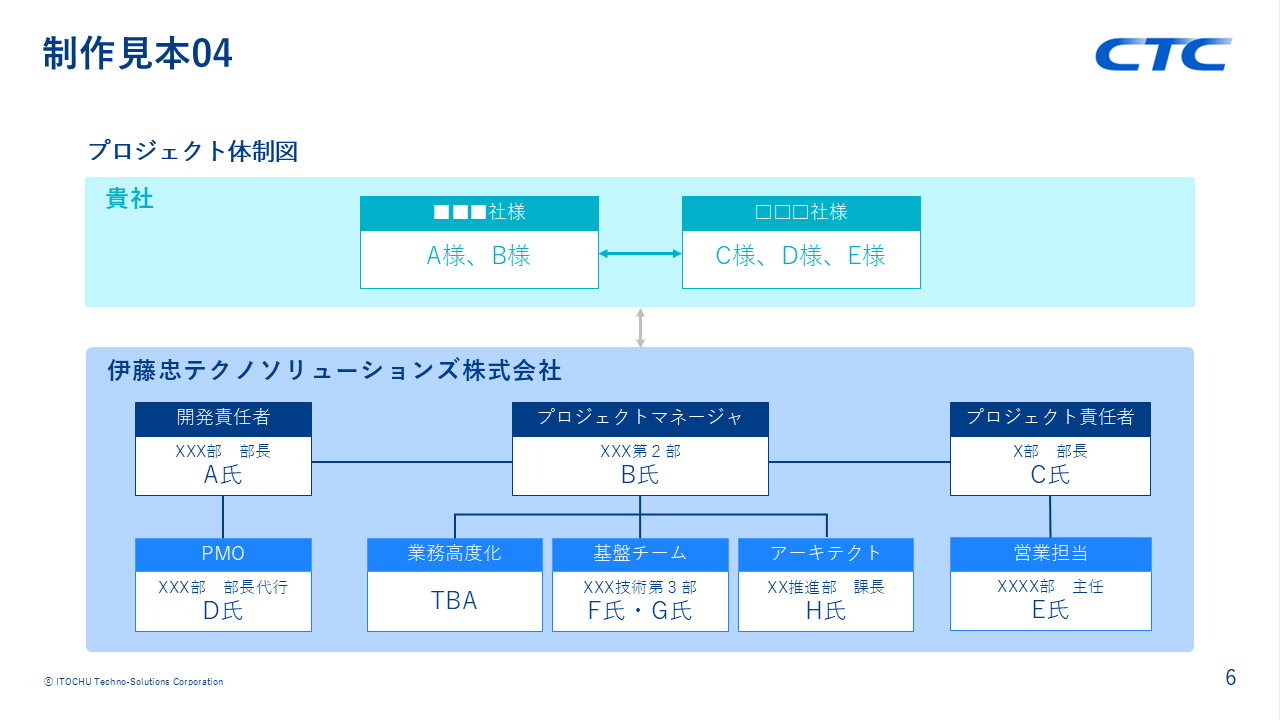 制作見本04
CTC
プロジェクト体制図
貴社
■■■社様
□□□社様
A様、B様
C様、D様、E様
伊藤忠テクノソリューションズ株式会社
開発責任者
プロジェクトマネージャ
プロジェクト責任者
XXX部　部長
XXX第２部
X部　部長
A氏
B氏
C氏
PMO
業務高度化
基盤チーム
アーキテクト
営業担当
XXX部　部長代行
D氏
TBA
XXX技術第３部
F氏・G氏
XX推進部　課長
H氏
XXXX部　主任
E氏
ⓒ ITOCHU Techno-Solutions Corporation
6